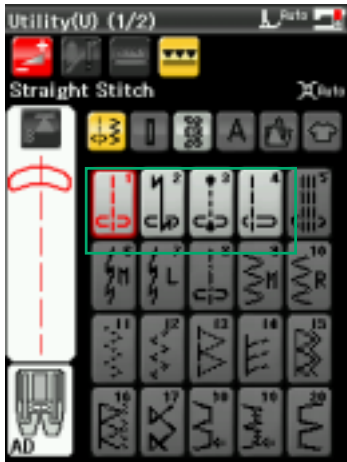 Utility(U) (1/2) Auto
Straight Stitch Auto
A
1 2 3 4 5
6 7 8 9 10
M L M R
11 12 13 14 15
16 17 18 19 20
AD